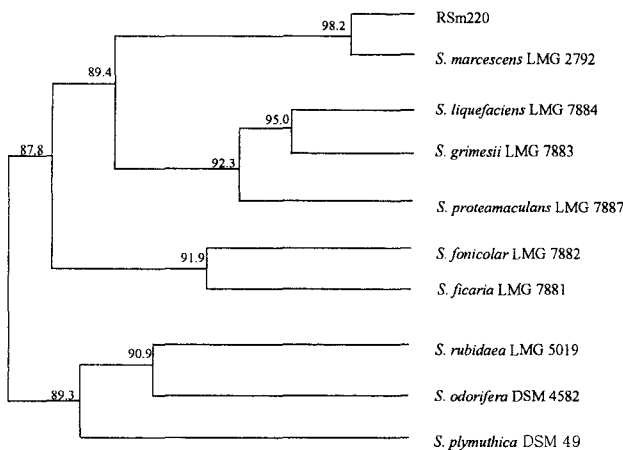 98.2
RSm220
S. marcescens LMG 2792
89.4
S. liquefaciens LMG 7884
95.0
S. grimesii LMG 7883
87.8
92.3
S. proteamaculans LMG 7887
S. fonicolar LMG 7882
91.9
S. ficaria LMG 7881
S. rubidaea LMG 5019
90.9
S. odorifera DSM 4582
89.3
S. plymuthica DSM 49